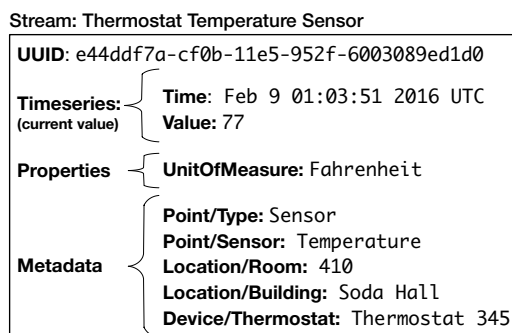 Stream: Thermostat Temperature Sensor
UUID: e44ddf7a-cf0b-11e5-952f-6003089ed1d0
Timeseries:
(current value)
Time: Feb 9 01:03:51 2016 UTC
Value: 77
Properties
UnitOfMeasure: Fahrenheit
Metadata
Point/Type: Sensor
Point/Sensor: Temperature
Location/Room: 410
Location/Building: Soda Hall
Device/Thermostat: Thermostat 345